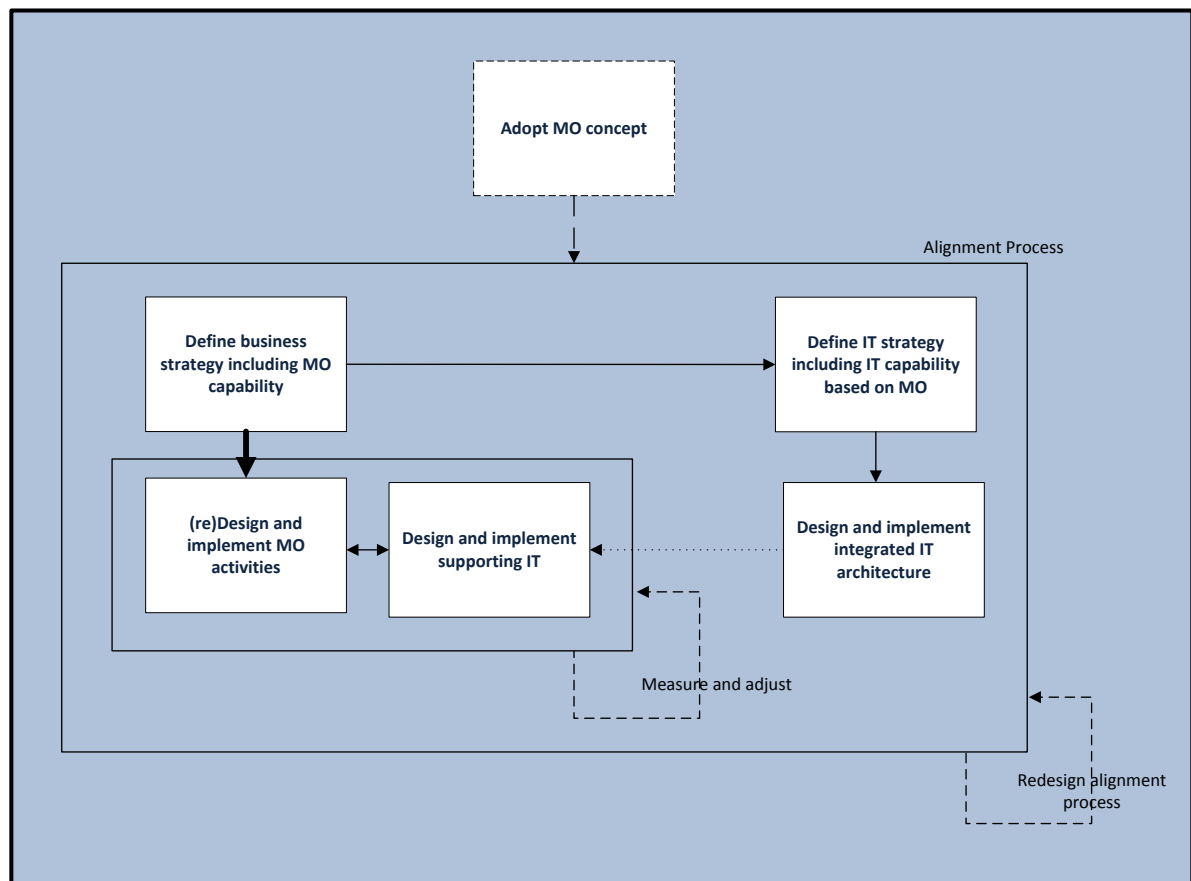 Adopt MO concept
Alignment Process
Define business
strategy including MO
capability
Define IT strategy
including IT capability
based on MO
(re)Design and
implement MO
activities
Design and implement
supporting IT
Design and implement
integrated IT
architecture
Measure and adjust
Redesign alignment
process